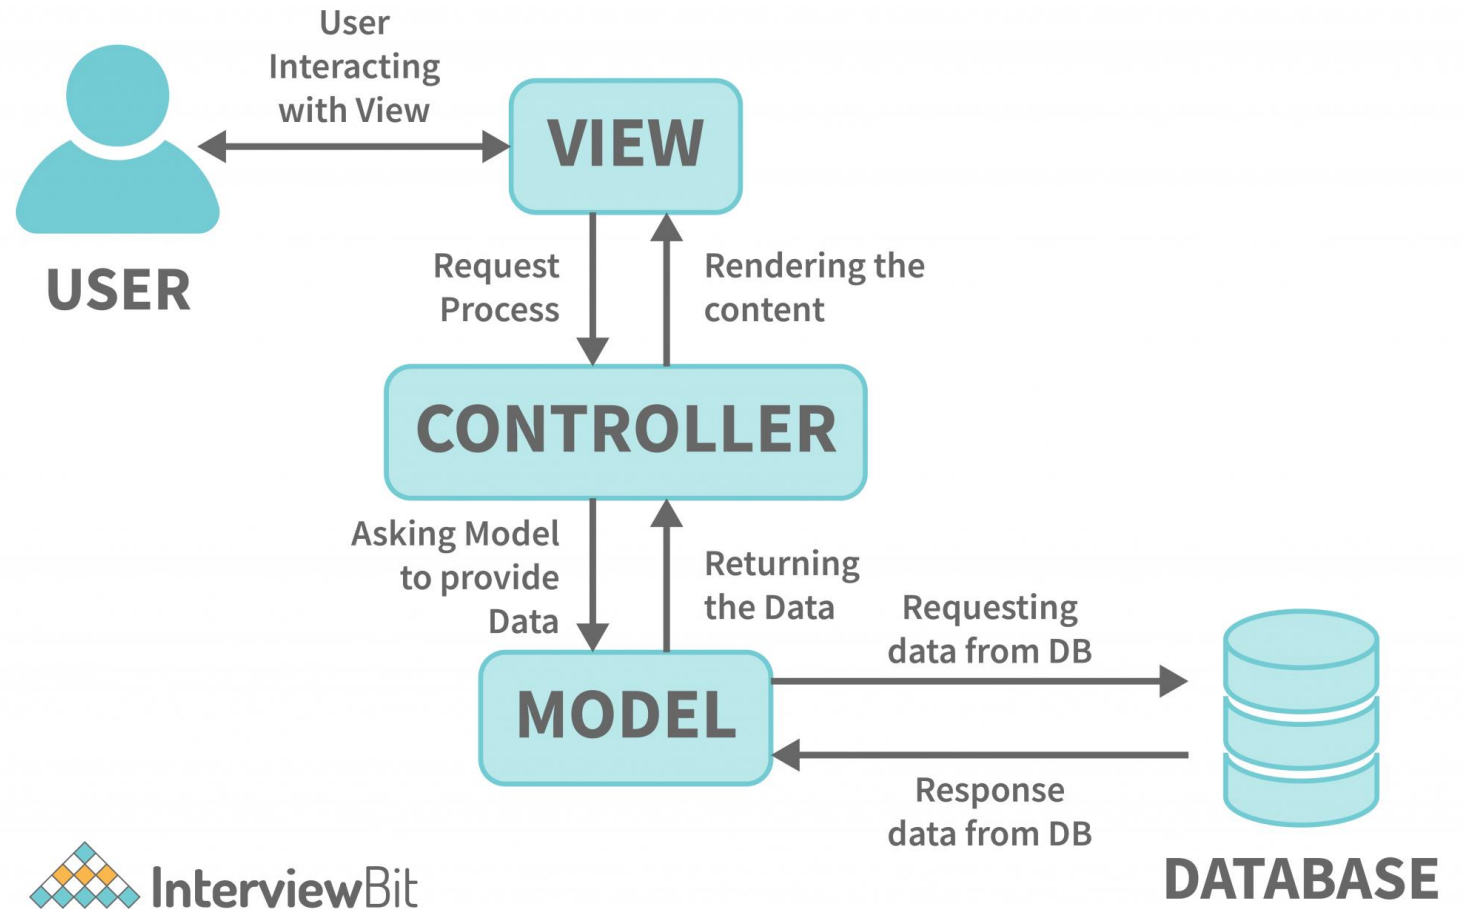 User
Interacting
with View
VIEW
USER
Request
Process
Rendering the
content
CONTROLLER
Asking Model
to provide
Data
Returning
the Data
Requesting
data from DB
MODEL
Response
data from DB
DATABASE
InterviewBit